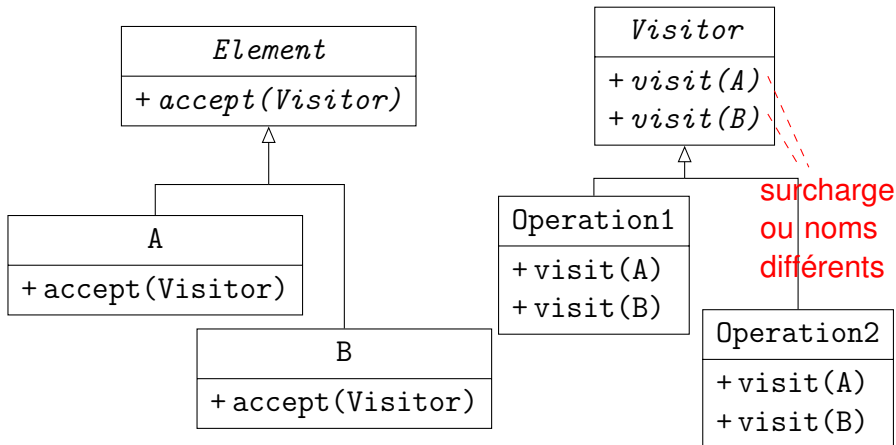 Element
+ accept(Visitor)
Visitor
+ visit(A)
+ visit(B)
surcharge
ou noms
différents
A
+ accept(Visitor)
B
+ accept(Visitor)
Operation1
+ visit(A)
+ visit(B)
Operation2
+ visit(A)
+ visit(B)